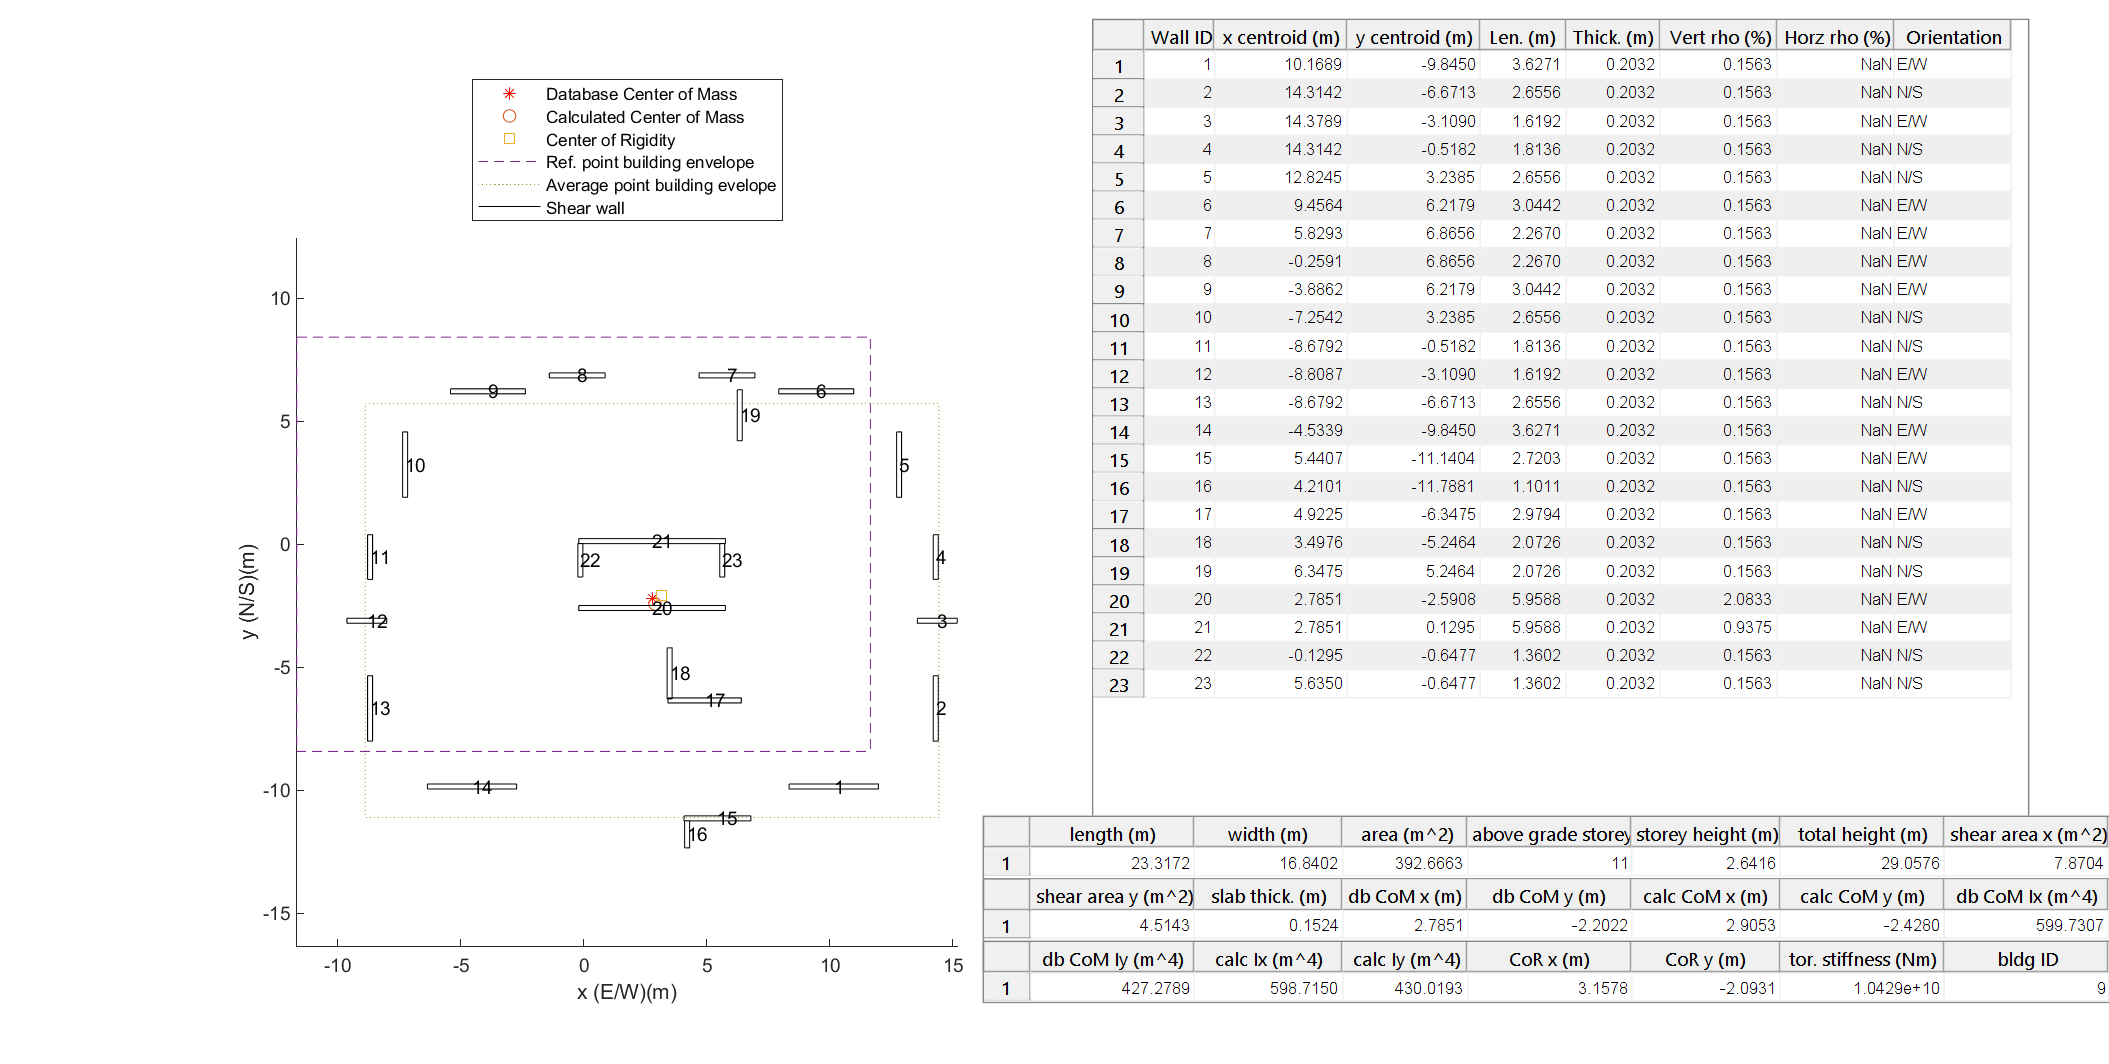 Database Center of Mass
Calculated Center of Mass
Center of Rigidity
Ref. point building envelope
Average point building evelope
Shear wall
10
5
0
-5
-10
-15
y (N/S)(m)
-10 -5 0 5 10 15
x (E/W)(m)
8 7
9 6
19
10 5
21
11 22 23 4
20
12 3
18
17
13 2
14 1
15
16
Wall ID x centroid (m) y centroid (m) Len. (m) Thick. (m) Vert rho (%) Horz rho (%) Orientation
1 1 10.1689 -9.8450 3.6271 0.2032 0.1563 NaN E/W
2 2 14.3142 -6.6713 2.6556 0.2032 0.1563 NaN N/S
3 3 14.3789 -3.1090 1.6192 0.2032 0.1563 NaN E/W
4 4 14.3142 -0.5182 1.8136 0.2032 0.1563 NaN N/S
5 5 12.8245 3.2385 2.6556 0.2032 0.1563 NaN N/S
6 6 9.4564 6.2179 3.0442 0.2032 0.1563 NaN E/W
7 7 5.8293 6.8656 2.2670 0.2032 0.1563 NaN E/W
8 8 -0.2591 6.8656 2.2670 0.2032 0.1563 NaN E/W
9 9 -3.8862 6.2179 3.0442 0.2032 0.1563 NaN E/W
10 10 -7.2542 3.2385 2.6556 0.2032 0.1563 NaN N/S
11 11 -8.6792 -0.5182 1.8136 0.2032 0.1563 NaN N/S
12 12 -8.8087 -3.1090 1.6192 0.2032 0.1563 NaN E/W
13 13 -8.6792 -6.6713 2.6556 0.2032 0.1563 NaN N/S
14 14 -4.5339 -9.8450 3.6271 0.2032 0.1563 NaN E/W
15 15 5.4407 -11.1404 2.7203 0.2032 0.1563 NaN E/W
16 16 4.2101 -11.7881 1.1011 0.2032 0.1563 NaN N/S
17 17 4.9225 -6.3475 2.9794 0.2032 0.1563 NaN E/W
18 18 3.4976 -5.2464 2.0726 0.2032 0.1563 NaN N/S
19 19 6.3475 5.2464 2.0726 0.2032 0.1563 NaN N/S
20 20 2.7851 -2.5908 5.9588 0.2032 2.0833 NaN E/W
21 21 2.7851 0.1295 5.9588 0.2032 0.9375 NaN E/W
22 22 -0.1295 -0.6477 1.3602 0.2032 0.1563 NaN N/S
23 23 5.6350 -0.6477 1.3602 0.2032 0.1563 NaN N/S
length (m) width (m) area (m^2) above grade storey storey height (m) total height (m) shear area x (m^2)
1 23.3172 16.8402 392.6663 11 2.6416 29.0576 7.8704
shear area y (m^2) slab thick. (m) db CoM x (m) db CoM y (m) calc CoM x (m) calc CoM y (m) db CoM Ix (m^4)
1 4.5143 0.1524 2.7851 -2.2022 2.9053 -2.4280 599.7307
db CoM Iy (m^4) calc Ix (m^4) calc Iy (m^4) CoR x (m) CoR y (m) tor. stiffness (Nm) bldg ID
1 427.2789 598.7150 430.0193 3.1578 -2.0931 1.0429e+10 9